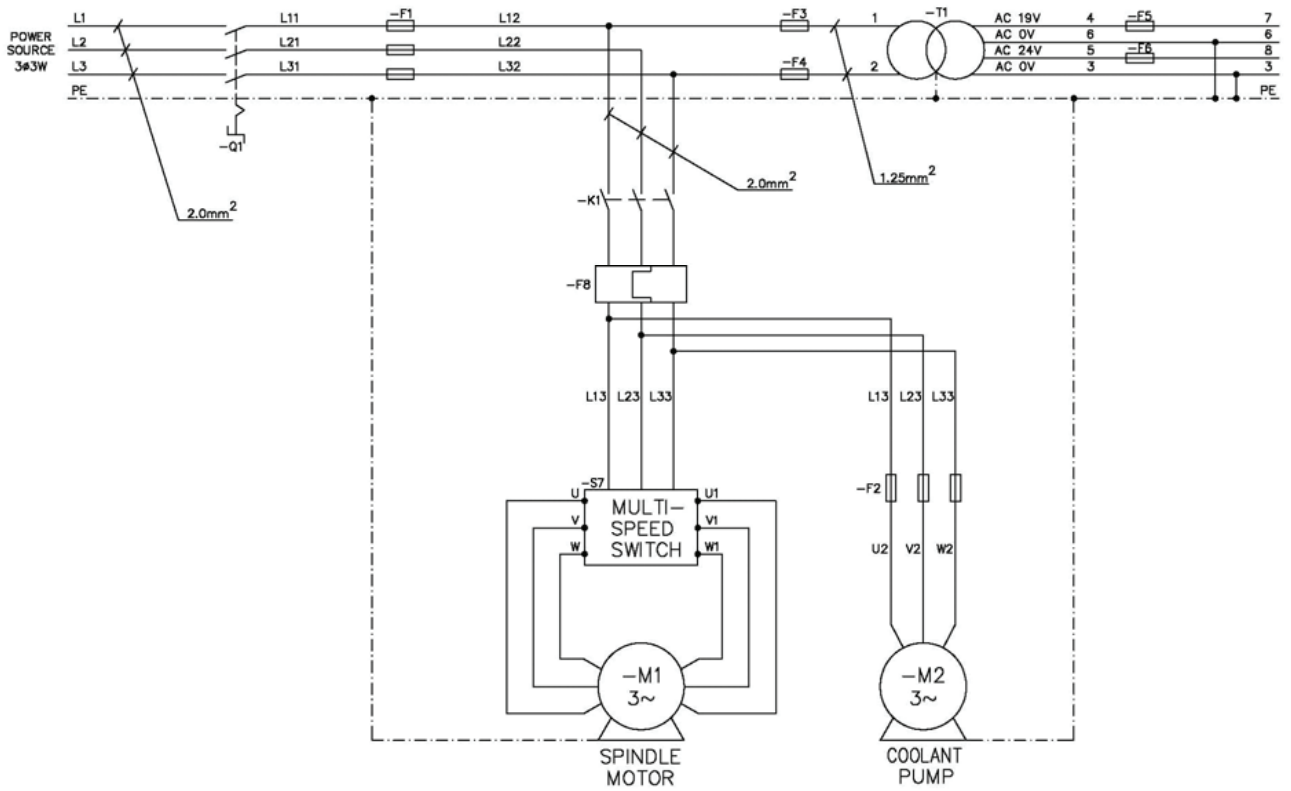 L1 L11 -F1 L12 -F3 1 -T1 AC 19V 4 -F5 7
POWER
SOURCE
3ø3W
L2 L21 L22 AC 0V 6 6
AC 24V 5 -F6 8
L3 L31 L32 -F4 2 AC 0V 3 3
PE PE
-Q1
2.0mm²
2.0mm²
1.25mm²
-K1
-F8
L13 L23 L33 L13 L23 L33
-S7
-F2
U U1
V V1
W W1
MULTI-
SPEED
SWITCH
U2 V2 W2
-M1
3~
-M2
3~
SPINDLE
MOTOR
COOLANT
PUMP